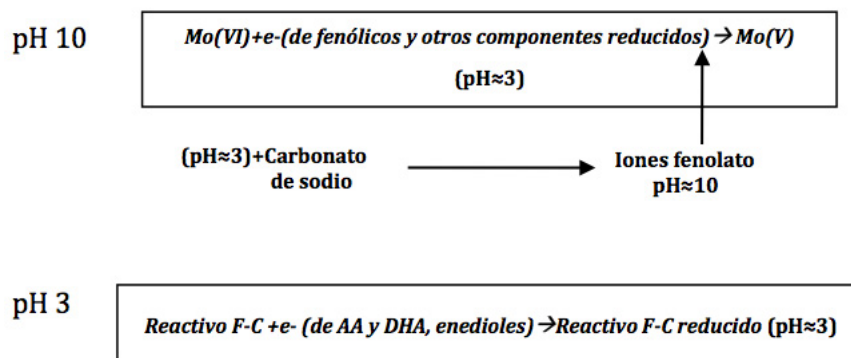 pH 10
Mo(VI)+e-(de fenólicos y otros componentes reducidos)→Mo(V)
(pH≈3)
(pH≈3)+Carbonato
de sodio
Iones fenolato
pH≈10
pH 3
Reactivo F-C +e- (de AA y DHA, enedioles)→Reactivo F-C reducido (pH≈3)